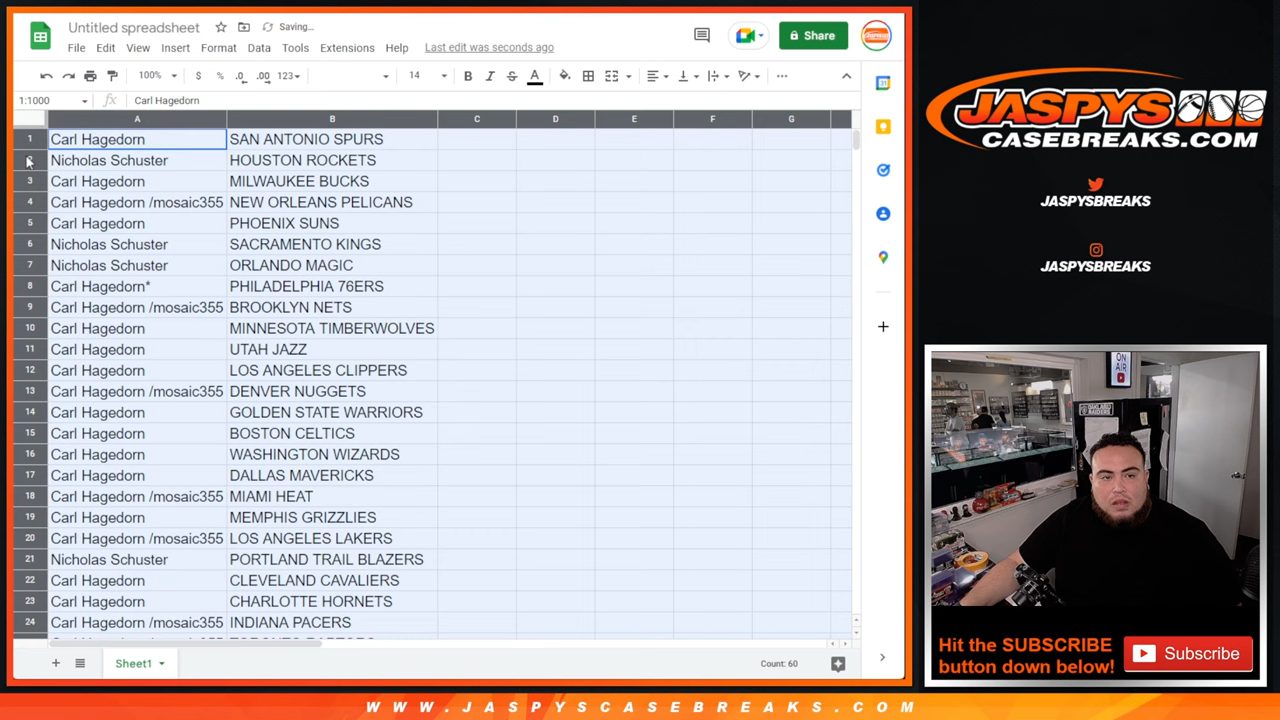 Untitled spreadsheet
Saving...
File Edit View Insert Format Data Tools Extensions Help Last edit was seconds ago
Share
100% $ % .0 .00 123 14 B I S A
1:1000 fx Carl Hagedorn
A B C D E F G
1 Carl Hagedorn SAN ANTONIO SPURS
2 Nicholas Schuster HOUSTON ROCKETS
3 Carl Hagedorn MILWAUKEE BUCKS
4 Carl Hagedorn /mosaic355 NEW ORLEANS PELICANS
5 Carl Hagedorn PHOENIX SUNS
6 Nicholas Schuster SACRAMENTO KINGS
7 Nicholas Schuster ORLANDO MAGIC
8 Carl Hagedorn* PHILADELPHIA 76ERS
9 Carl Hagedorn /mosaic355 BROOKLYN NETS
10 Carl Hagedorn MINNESOTA TIMBERWOLVES
11 Carl Hagedorn UTAH JAZZ
12 Carl Hagedorn LOS ANGELES CLIPPERS
13 Carl Hagedorn /mosaic355 DENVER NUGGETS
14 Carl Hagedorn GOLDEN STATE WARRIORS
15 Carl Hagedorn BOSTON CELTICS
16 Carl Hagedorn WASHINGTON WIZARDS
17 Carl Hagedorn DALLAS MAVERICKS
18 Carl Hagedorn /mosaic355 MIAMI HEAT
19 Carl Hagedorn MEMPHIS GRIZZLIES
20 Carl Hagedorn /mosaic355 LOS ANGELES LAKERS
21 Nicholas Schuster PORTLAND TRAIL BLAZERS
22 Carl Hagedorn CLEVELAND CAVALIERS
23 Carl Hagedorn CHARLOTTE HORNETS
24 Carl Hagedorn /mosaic355 INDIANA PACERS
Sheet1
Count: 60
JASPYS
CASEBREAKS.COM
JASPYSBREAKS
JASPYSBREAKS
ON
AIR
OAKLAND
RAIDERS
Hit the SUBSCRIBE
button down below!
Subscribe
WWW.JASPYSCASEBREAKS.COM